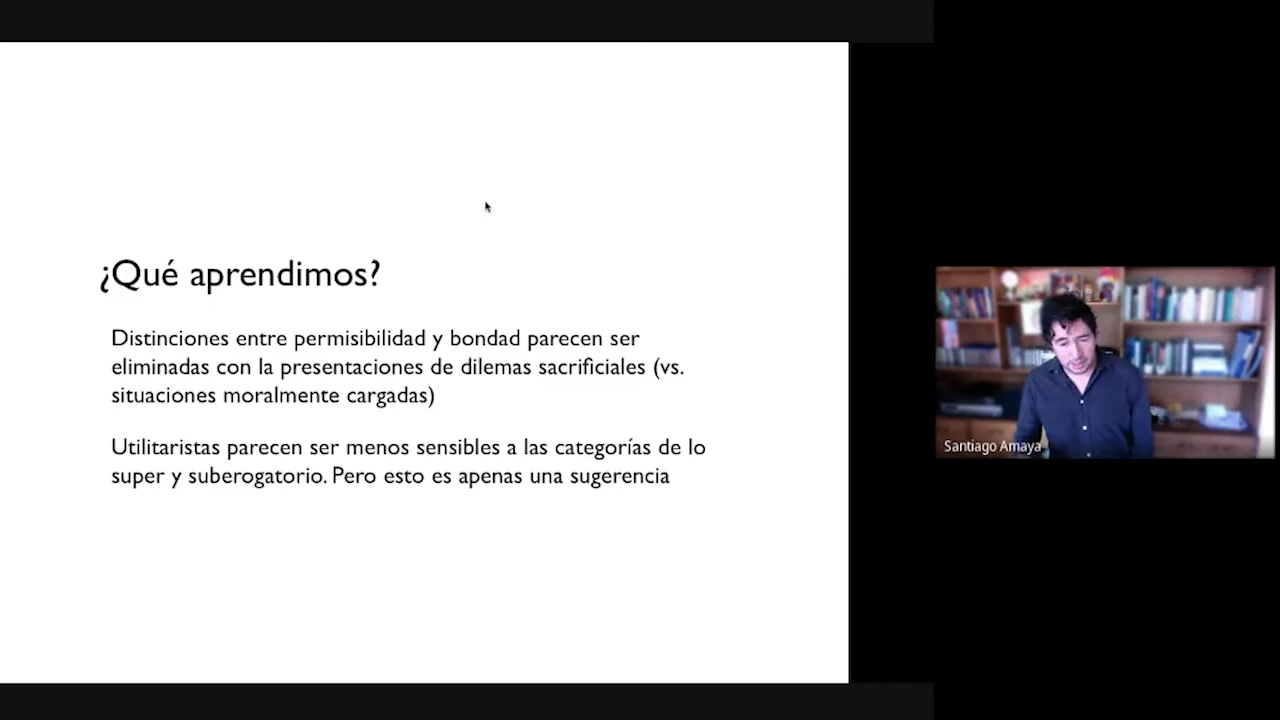 ¿Qué aprendimos?
Distinciones entre permisibilidad y bondad parecen ser
eliminadas con la presentaciones de dilemas sacrificiales (vs.
situaciones moralmente cargadas)
Utilitaristas parecen ser menos sensibles a las categorías de lo
super y suberogatorio. Pero esto es apenas una sugerencia
Santiago Amaya